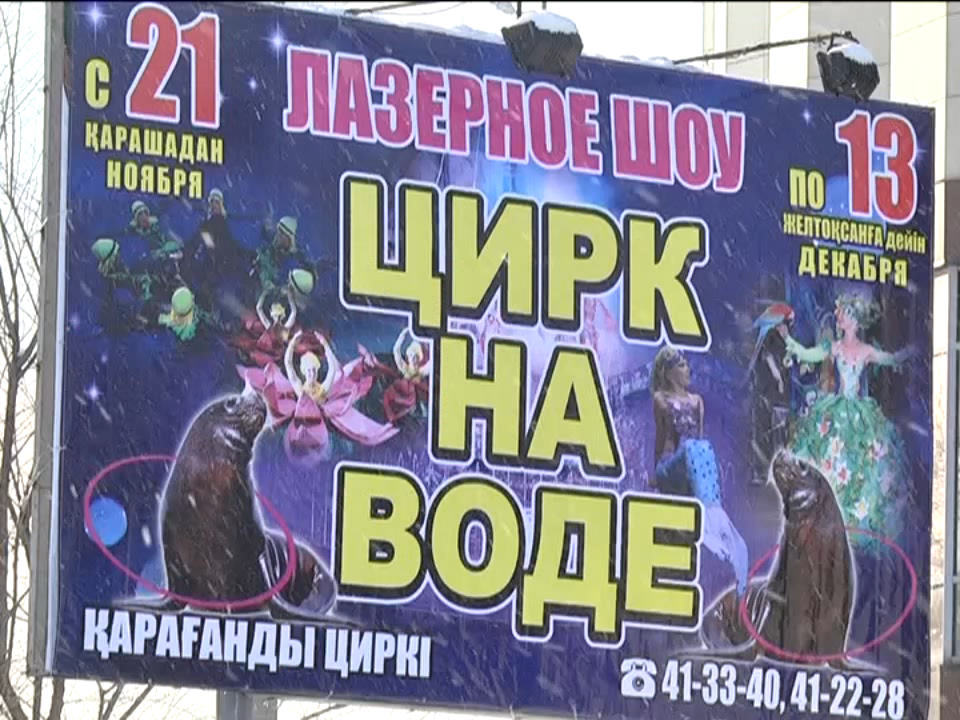 С 21
ҚАРАШАДАН
НОЯБРЯ
ЛАЗЕРНОЕ ШОУ
ПО 13
ЖЕЛТОҚСАНҒА дейін
ДЕКАБРЯ
ЦИРК
НА
ВОДЕ
ҚАРАҒАНДЫ ЦИРКІ
☎ 41-33-40, 41-22-28